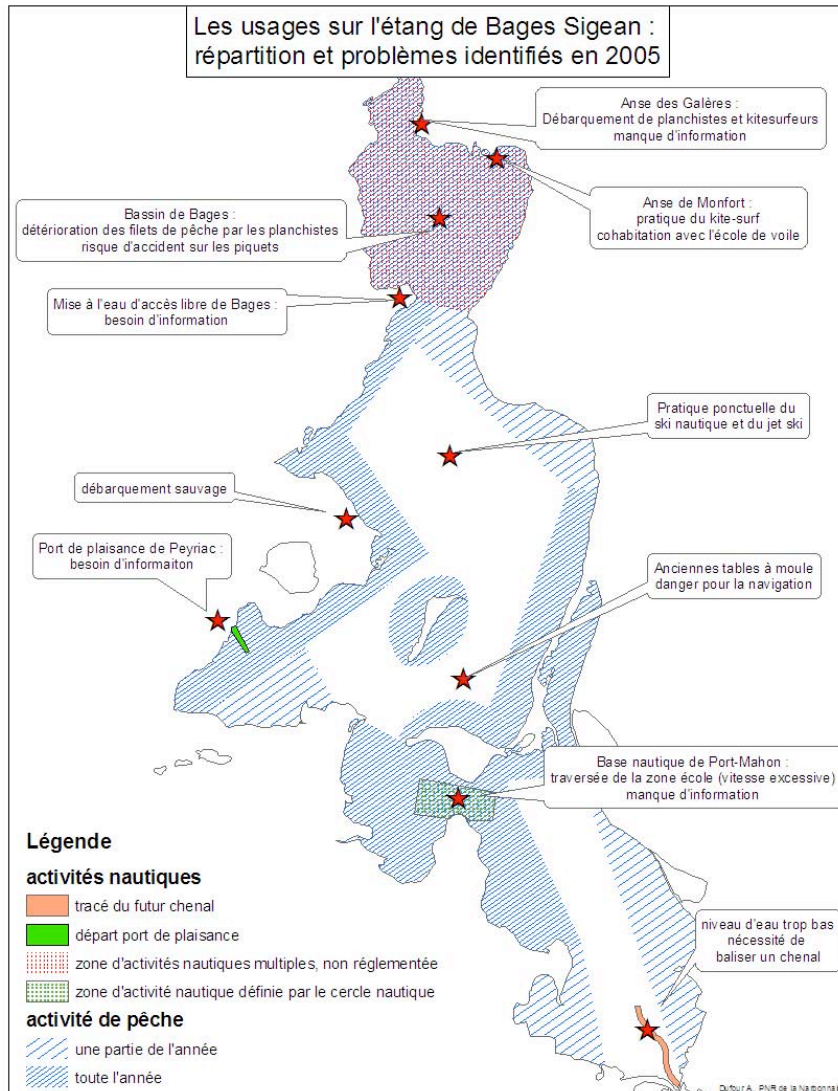 Les usages sur l'étang de Bages Sigean :
répartition et problèmes identifiés en 2005
Anse des Galères :
Débarquement de planchistes et kitesurfeurs
manque d'information
Anse de Monfort :
pratique du kite-surf
cohabitation avec l'école de voile
Bassin de Bages :
détérioration des filets de pêche par les planchistes
risque d'accident sur les piquets
Mise à l'eau d'accès libre de Bages :
besoin d'information
Pratique ponctuelle du
ski nautique et du jet ski
débarquement sauvage
Port de plaisance de Peyriac :
besoin d'informaiton
Anciennes tables à moule
danger pour la navigation
Base nautique de Port-Mahon :
traversée de la zone école (vitesse excessive)
manque d'information
niveau d'eau trop bas
nécessité de
baliser un chenal
Légende
activités nautiques
tracé du futur chenal
départ port de plaisance
zone d'activités nautiques multiples, non réglementée
zone d'activité nautique définie par le cercle nautique
activité de pêche
une partie de l'année
toute l'année
Dufour A. PNR de la Narbonnai